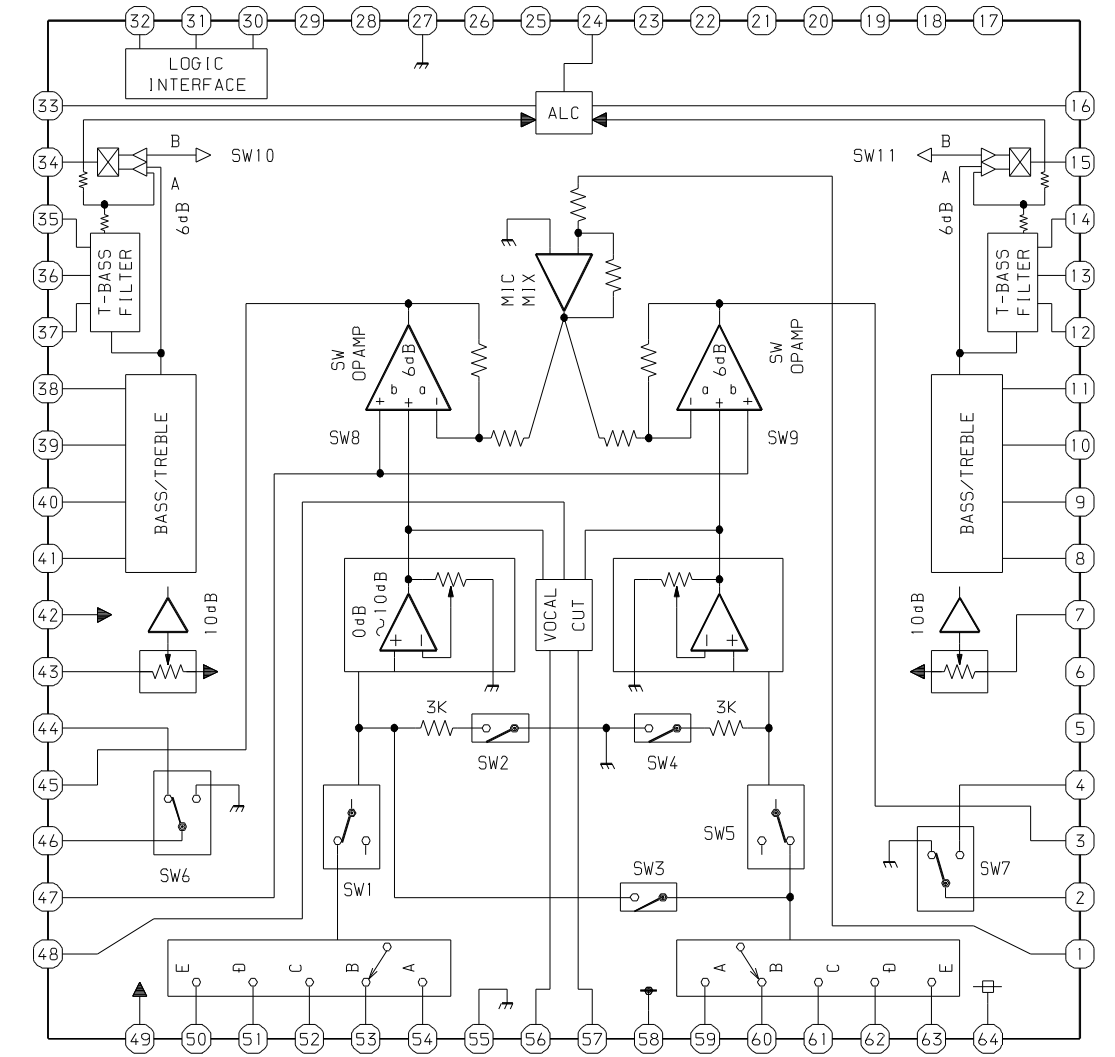 32 31 30 29 28 27 26 25 24 23 22 21 20 19 18 17
LOGIC
INTERFACE
33
ALC
16
34
B
SW10
A
6dB
SW11
B
A
6dB
15
35
14
36
T-BASS
FILTER
MIC
MIX
T-BASS
FILTER
13
37
12
SW
OPAMP
6dB
b a
+ + −
6dB
a b
− + +
SW
OPAMP
38
11
39
BASS/TREBLE
SW8
SW9
BASS/TREBLE
10
40
9
41
8
42
10dB
0dB
~10dB
+ −
VOCAL
CUT
− +
10dB
7
43
6
44
3K
3K
5
SW2
SW4
45
4
46
SW5
3
SW6
SW1
SW3
SW7
47
2
48
1
E D C B A
A B C D E
49 50 51 52 53 54 55 56 57 58 59 60 61 62 63 64